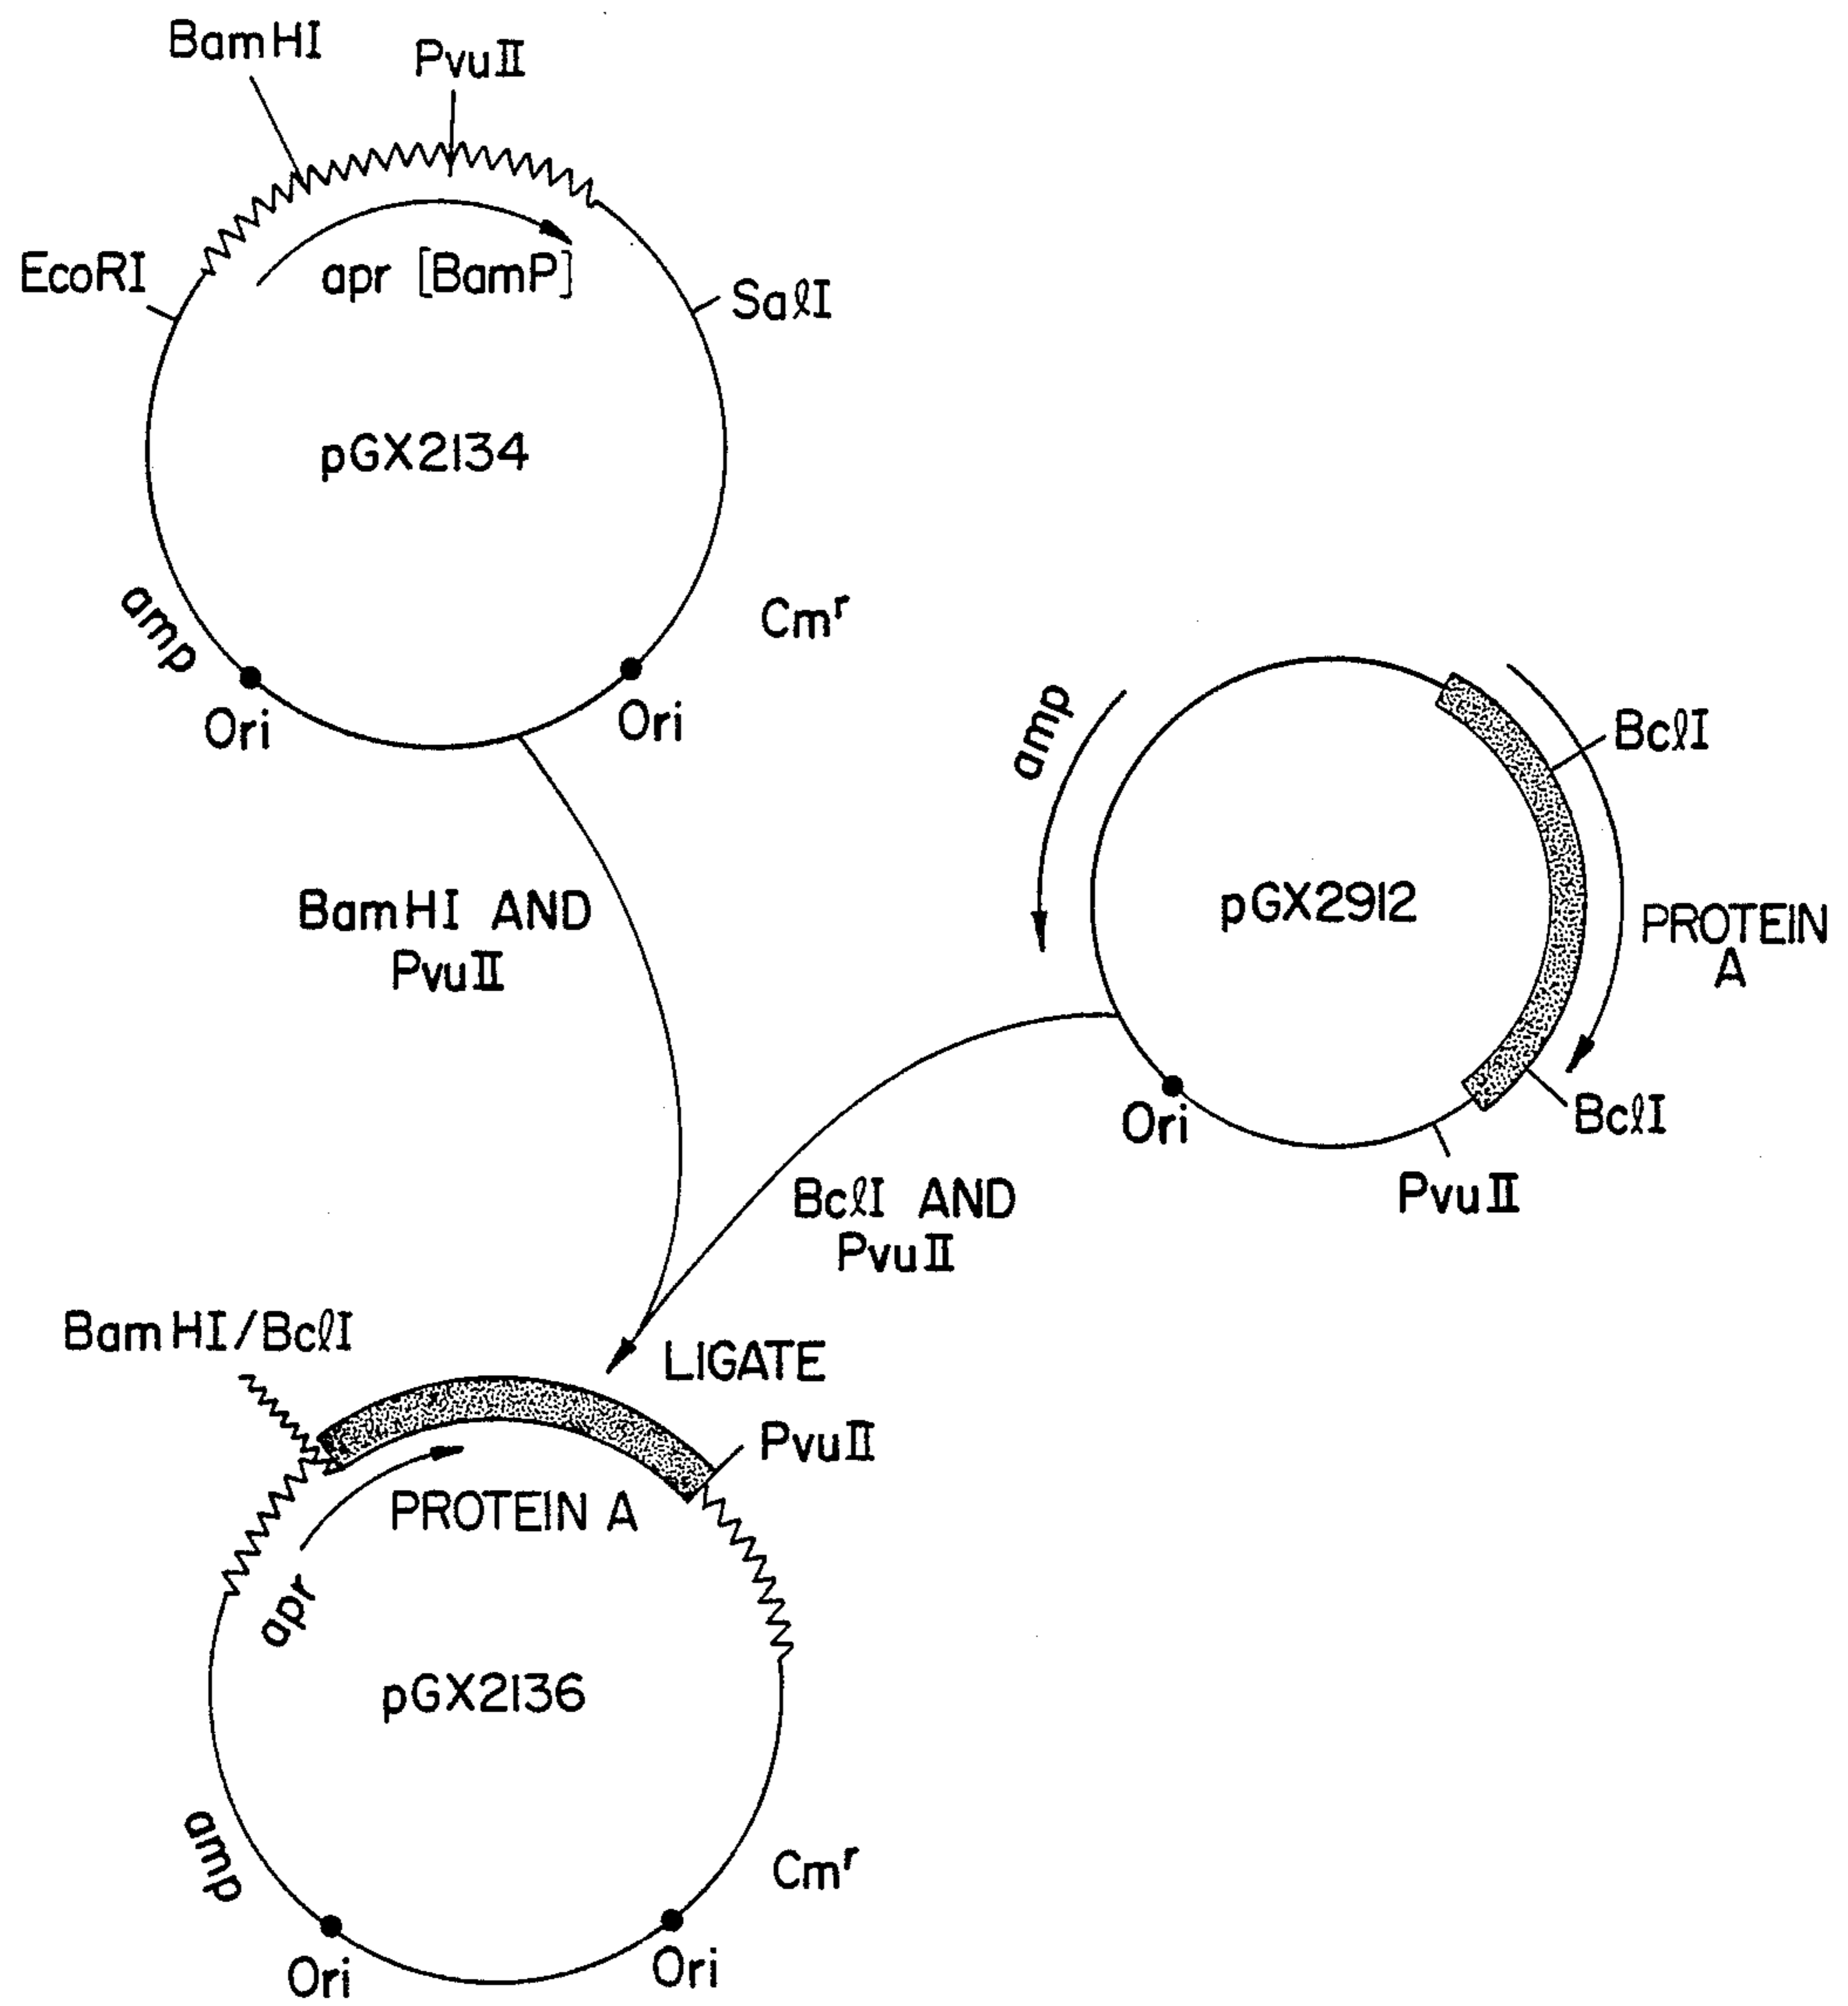 BamHI
PvuII
EcoRI
apr [BamP]
SalI
pGX2134
amp
Cmʳ
Ori
Ori
amp
BclI
BamHI AND
PvuII
pGX2912
PROTEIN
A
Ori
BclI
PvuII
BclI AND
PvuII
BamHI/BclI
LIGATE
PvuII
PROTEIN A
apr
pGX2136
amp
Cmʳ
Ori
Ori